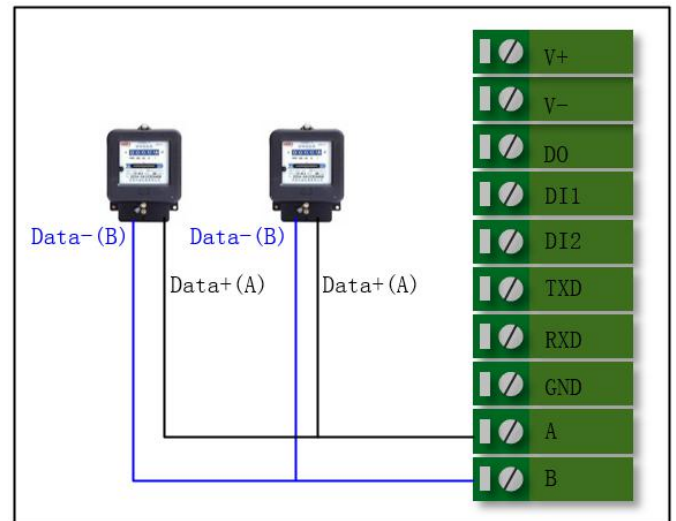 V+
V-
DO
DI1
DI2
TXD
RXD
GND
A
B
Data-(B)
Data-(B)
Data+(A)
Data+(A)